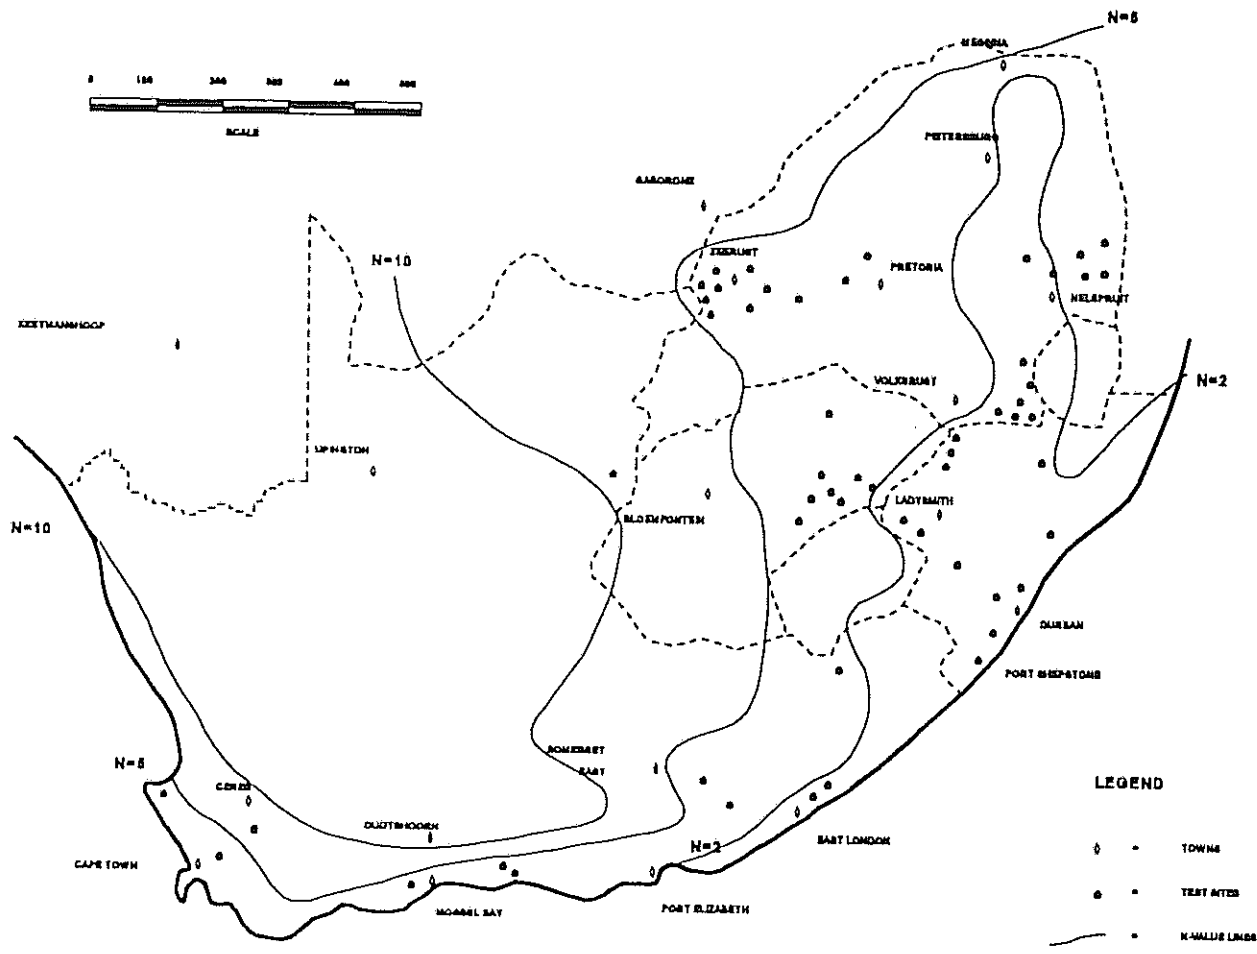 N=5
MESSINA
0
PIETERSBURG
SCALE
GABORONE
ZEERUST
N=10
PRETORIA
NELSPRUIT
KEETMANSHOOP
VOLKSRUST
N=2
UPINGTON
LADYSMITH
BLOEMFONTEIN
N=10
DURBAN
PORT SHEPSTONE
SOMERSET
EAST
N=5
CERES
LEGEND
OUDTSHOORN
EAST LONDON
N=2
TOWNS
CAPE TOWN
TEST SITES
MOSSEL BAY
PORT ELIZABETH
N-VALUE LINES